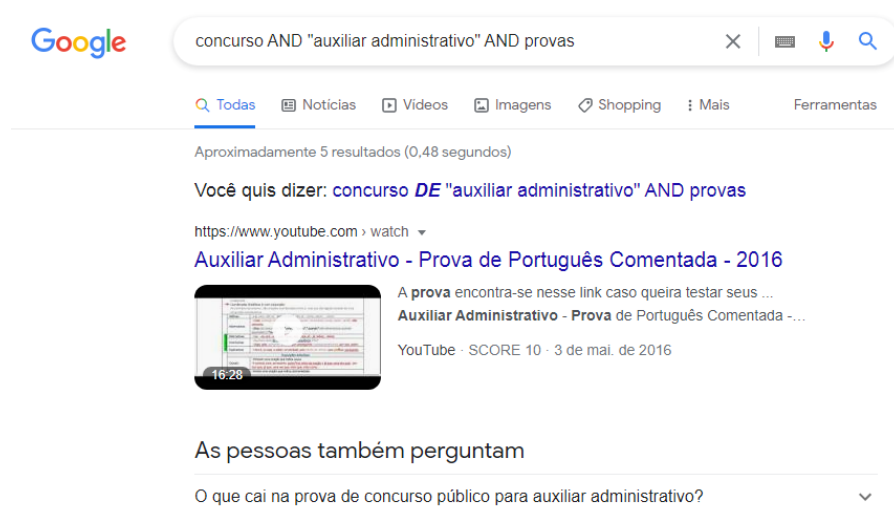 Google
concurso AND "auxiliar administrativo" AND provas
Todas Notícias Vídeos Imagens Shopping Mais Ferramentas
Aproximadamente 5 resultados (0,48 segundos)
Você quis dizer: concurso DE "auxiliar administrativo" AND provas
https://www.youtube.com › watch
Auxiliar Administrativo - Prova de Português Comentada - 2016
A prova encontra-se nesse link caso queira testar seus ...
Auxiliar Administrativo - Prova de Português Comentada -...
YouTube · SCORE 10 · 3 de mai. de 2016
16:28
As pessoas também perguntam
O que cai na prova de concurso público para auxiliar administrativo?